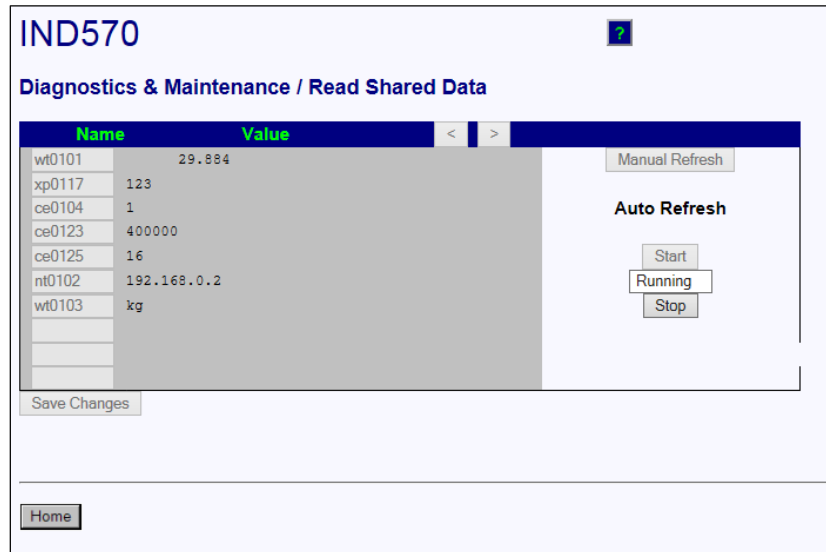 IND570 ?
Diagnostics & Maintenance / Read Shared Data
Name Value < >
wt0101 29.884 Manual Refresh
xp0117 123
ce0104 1 Auto Refresh
ce0123 400000
ce0125 16 Start
nt0102 192.168.0.2 Running
wt0103 kg Stop
Save Changes
Home